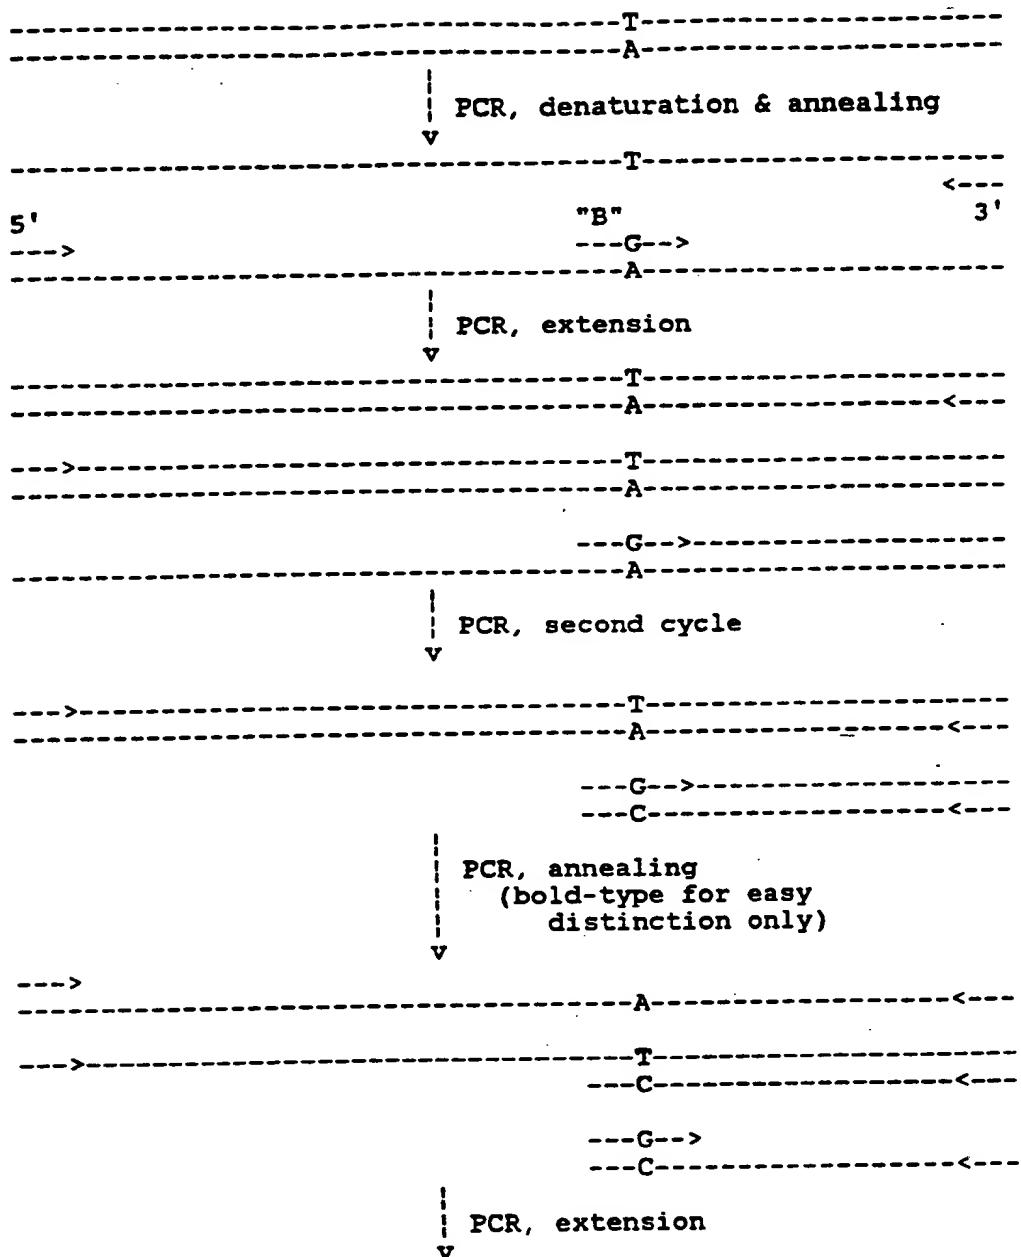 ---------------------------------------------T--------------------------
---------------------------------------------A--------------------------
PCR, denaturation & annealing
v
---------------------------------------------T--------------------------
<---
5' "B" 3'
---> ---G-->
---------------------------------------------A--------------------------
PCR, extension
v
---------------------------------------------T--------------------------
---------------------------------------------A----------------------<---
--->-----------------------------------------T--------------------------
---------------------------------------------A--------------------------
---G-->-----------------------
---------------------------------------------A--------------------------
PCR, second cycle
v
--->-----------------------------------------T--------------------------
---------------------------------------------A----------------------<---
---G-->-----------------------
---C----------------------<---
PCR, annealing
(bold-type for easy
distinction only)
v
--->
---------------------------------------------A----------------------<---
--->-----------------------------------------T--------------------------
---C----------------------<---
---G-->
---C----------------------<---
PCR, extension
v